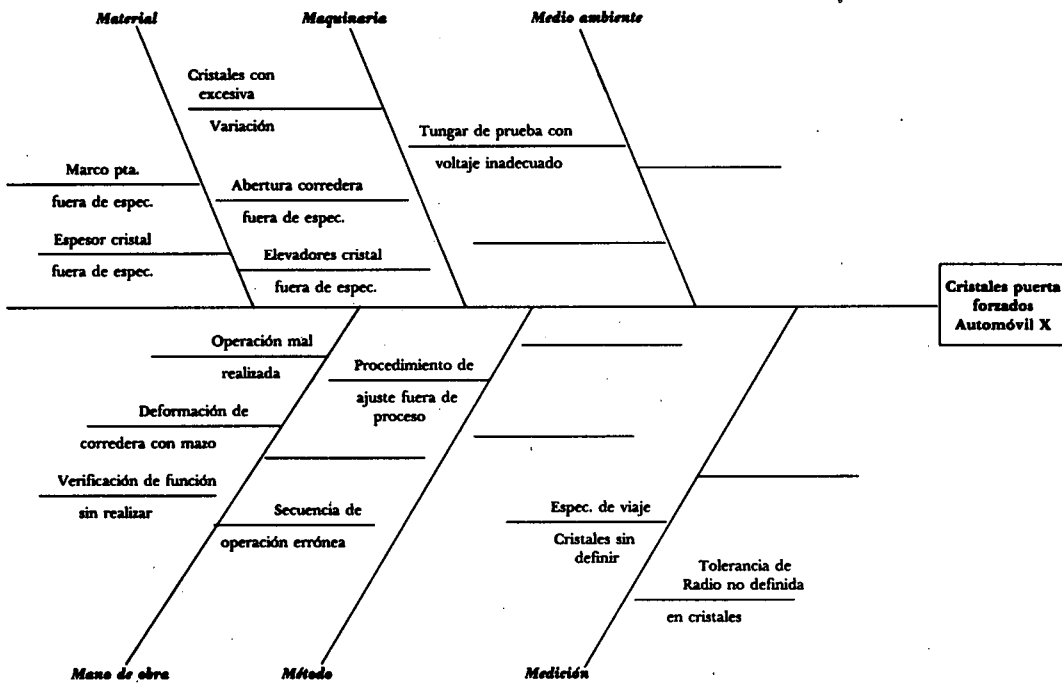 Material
Maquinaria
Medio ambiente
Cristales con
excesiva
Variación
Tungar de prueba con
voltaje inadecuado
Marco pta.
fuera de espec.
Abertura corredera
fuera de espec.
Espesor cristal
fuera de espec.
Elevadores cristal
fuera de espec.
Cristales puerta
forzados
Automóvil X
Operación mal
realizada
Procedimiento de
ajuste fuera de
proceso
Deformación de
corredera con mazo
Verificación de función
sin realizar
Secuencia de
operación errónea
Espec. de viaje
Cristales sin
definir
Tolerancia de
Radio no definida
en cristales
Mano de obra
Método
Medición